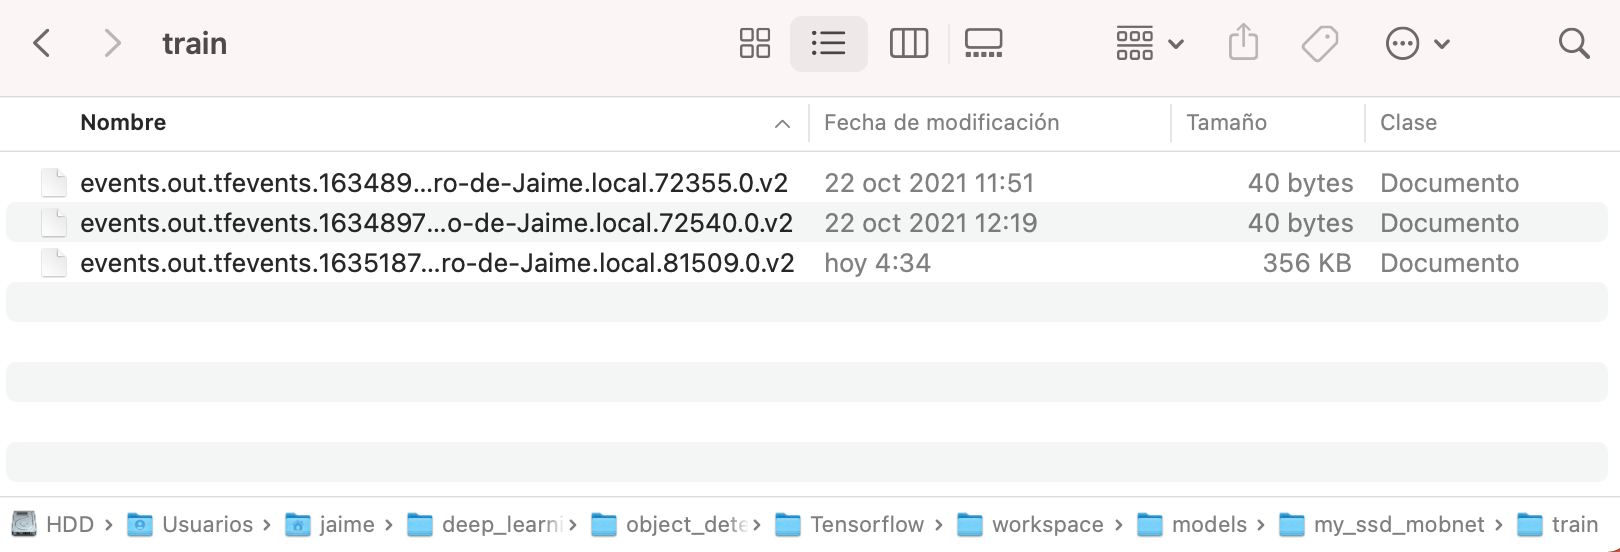 train
Nombre Fecha de modificación Tamaño Clase
events.out.tfevents.163489...ro-de-Jaime.local.72355.0.v2 22 oct 2021 11:51 40 bytes Documento
events.out.tfevents.1634897...o-de-Jaime.local.72540.0.v2 22 oct 2021 12:19 40 bytes Documento
events.out.tfevents.1635187...ro-de-Jaime.local.81509.0.v2 hoy 4:34 356 KB Documento
HDD › Usuarios › jaime › deep_learni › object_dete › Tensorflow › workspace › models › my_ssd_mobnet › train